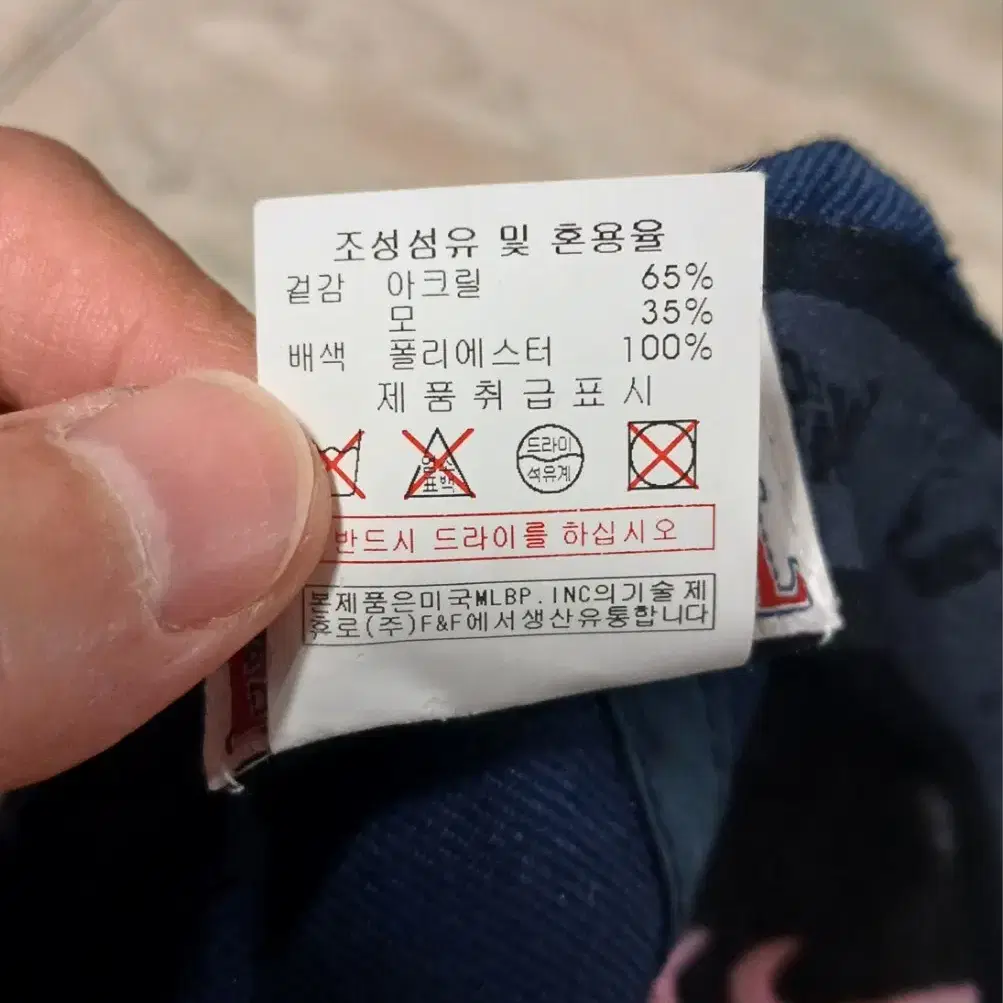 조성섬유 및 혼용율
겉감 아크릴 65%
모 35%
배색 폴리에스터 100%
제품취급표시
염소 표백
드라이
석유계
반드시 드라이를 하십시오
본제품은미국MLBP.INC의기술제
휴로(주)F&F에서생산유통합니다